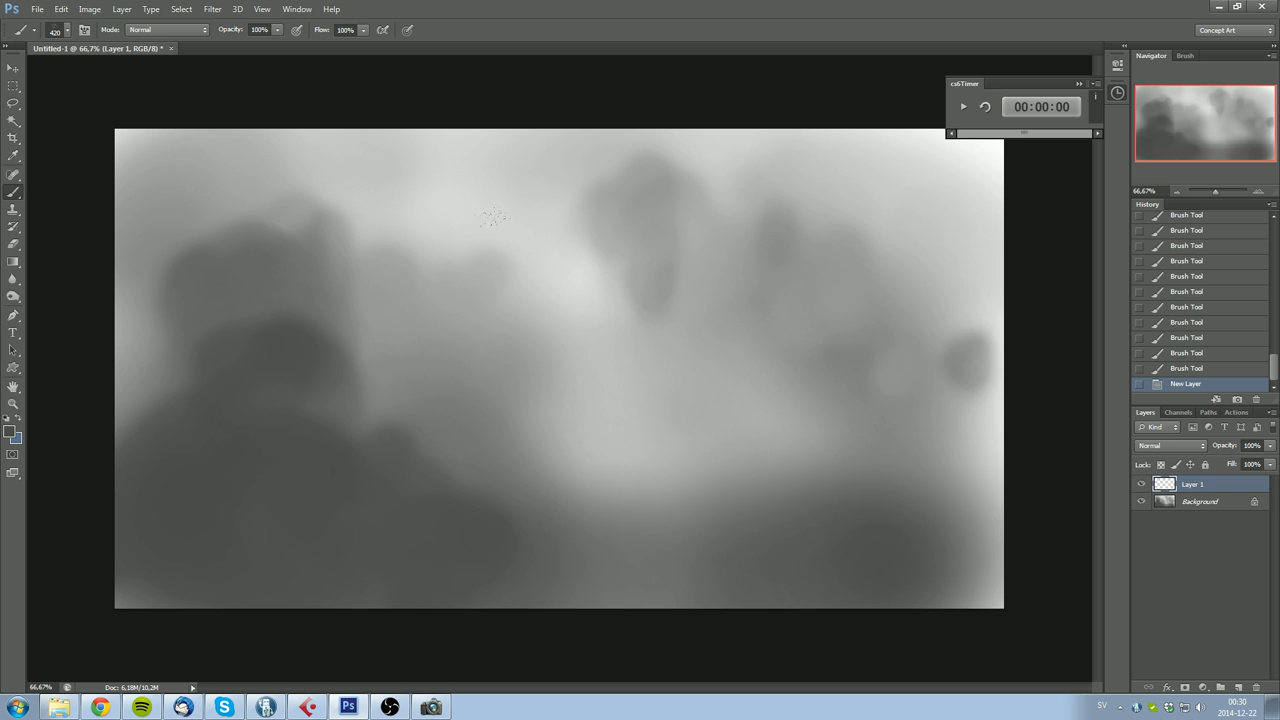 Ps File Edit Image Layer Type Select Filter 3D View Window Help
420 Mode: Normal Opacity: 100% Flow: 100% Concept Art
Untitled-1 @ 66,7% (Layer 1, RGB/8) * ×
Navigator Brush
cs6Timer
00:00:00
66,67%
History
Brush Tool
Brush Tool
Brush Tool
Brush Tool
Brush Tool
Brush Tool
Brush Tool
Brush Tool
Brush Tool
Brush Tool
Brush Tool
New Layer
Layers Channels Paths Actions
Kind
Normal Opacity: 100%
Lock: Fill: 100%
Layer 1
Background
66,67% Doc: 6,18M/10,2M
Ps SV 00:30
2014-12-22